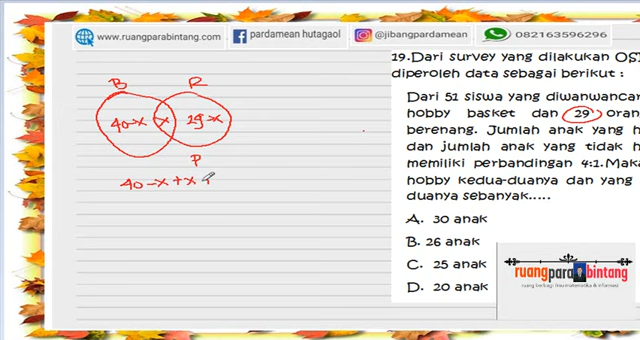 www.ruangparabintang.com pardamean hutagaol @jibangpardamean 082163596296
19.Dari survey yang dilakukan
diperoleh data sebagai berikut :
Dari 51 siswa yang diwawancar
hobby basket dan 29 oran
berenang. Jumlah anak yang h
dan jumlah anak yang tidak h
memiliki perbandingan 4:1.Maka
hobby kedua-duanya dan yang
duanya sebanyak.....
A. 30 anak
B. 26 anak
C. 25 anak
D. 20 anak
B R
40-x x 29-x
P
40-x+x
ruangparabintang